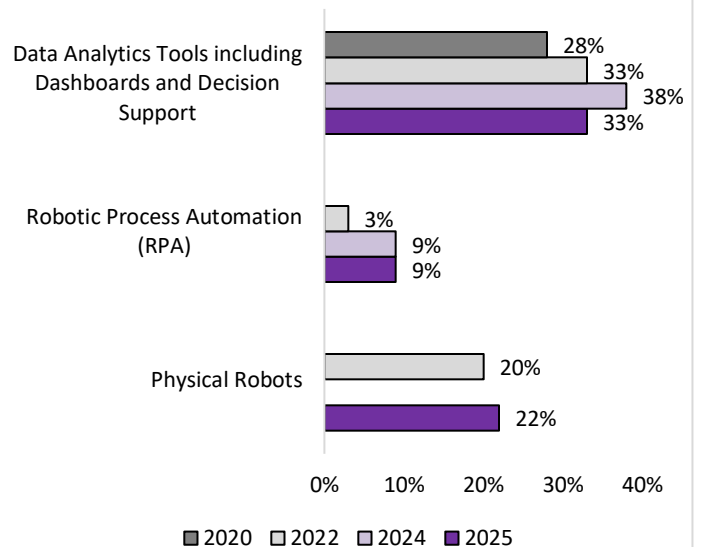 Data Analytics Tools including
Dashboards and Decision
Support
28%
33%
38%
33%
Robotic Process Automation
(RPA)
3%
9%
9%
Physical Robots
20%
22%
0% 10% 20% 30% 40%
2020 2022 2024 2025